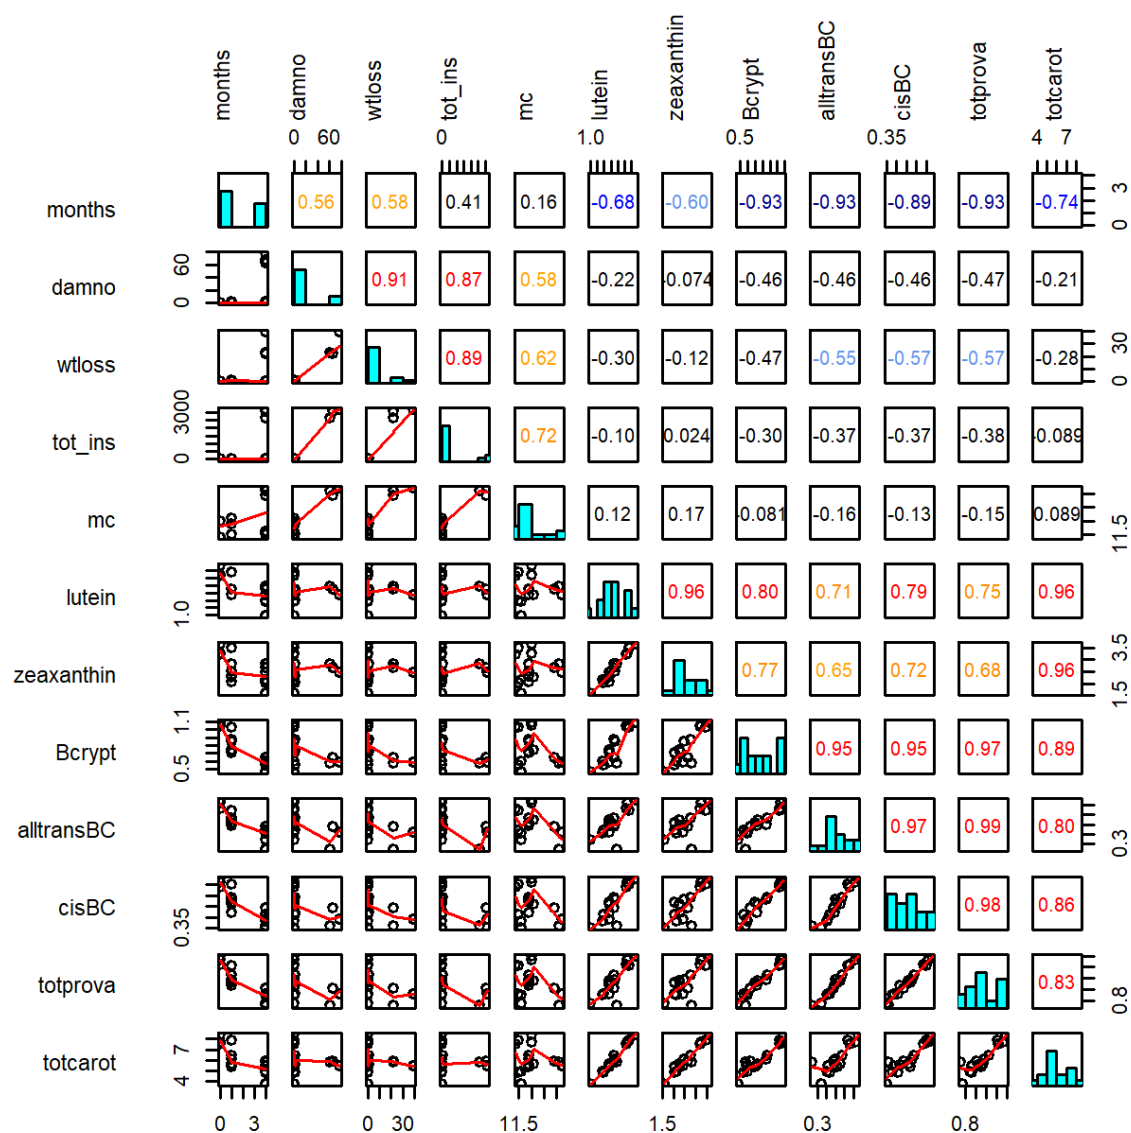 months damno wtloss tot_ins mc lutein zeaxanthin Bcrypt alltransBC cisBC totprova totcarot
0 60 0 1.0 0.5 0.35 4 7
months 0.56 0.58 0.41 0.16 -0.68 -0.60 -0.93 -0.93 -0.89 -0.93 -0.74 0 3
damno 0 60 0.91 0.87 0.58 -0.22 -0.074 -0.46 -0.46 -0.46 -0.47 -0.21
wtloss 0.89 0.62 -0.30 -0.12 -0.47 -0.55 -0.57 -0.57 -0.28 0 30
tot_ins 0 3000 0.72 -0.10 0.024 -0.30 -0.37 -0.37 -0.38 -0.089
mc 0.12 0.17 -0.081 -0.16 -0.13 -0.15 0.089 11.5
lutein 1.0 0.96 0.80 0.71 0.79 0.75 0.96
zeaxanthin 0.77 0.65 0.72 0.68 0.96 1.5 3.5
Bcrypt 0.5 1.1 0.95 0.95 0.97 0.89
alltransBC 0.97 0.99 0.80 0.3
cisBC 0.35 0.98 0.86
totprova 0.83 0.8
totcarot 4 7
0 3 0 30 11.5 1.5 0.3 0.8